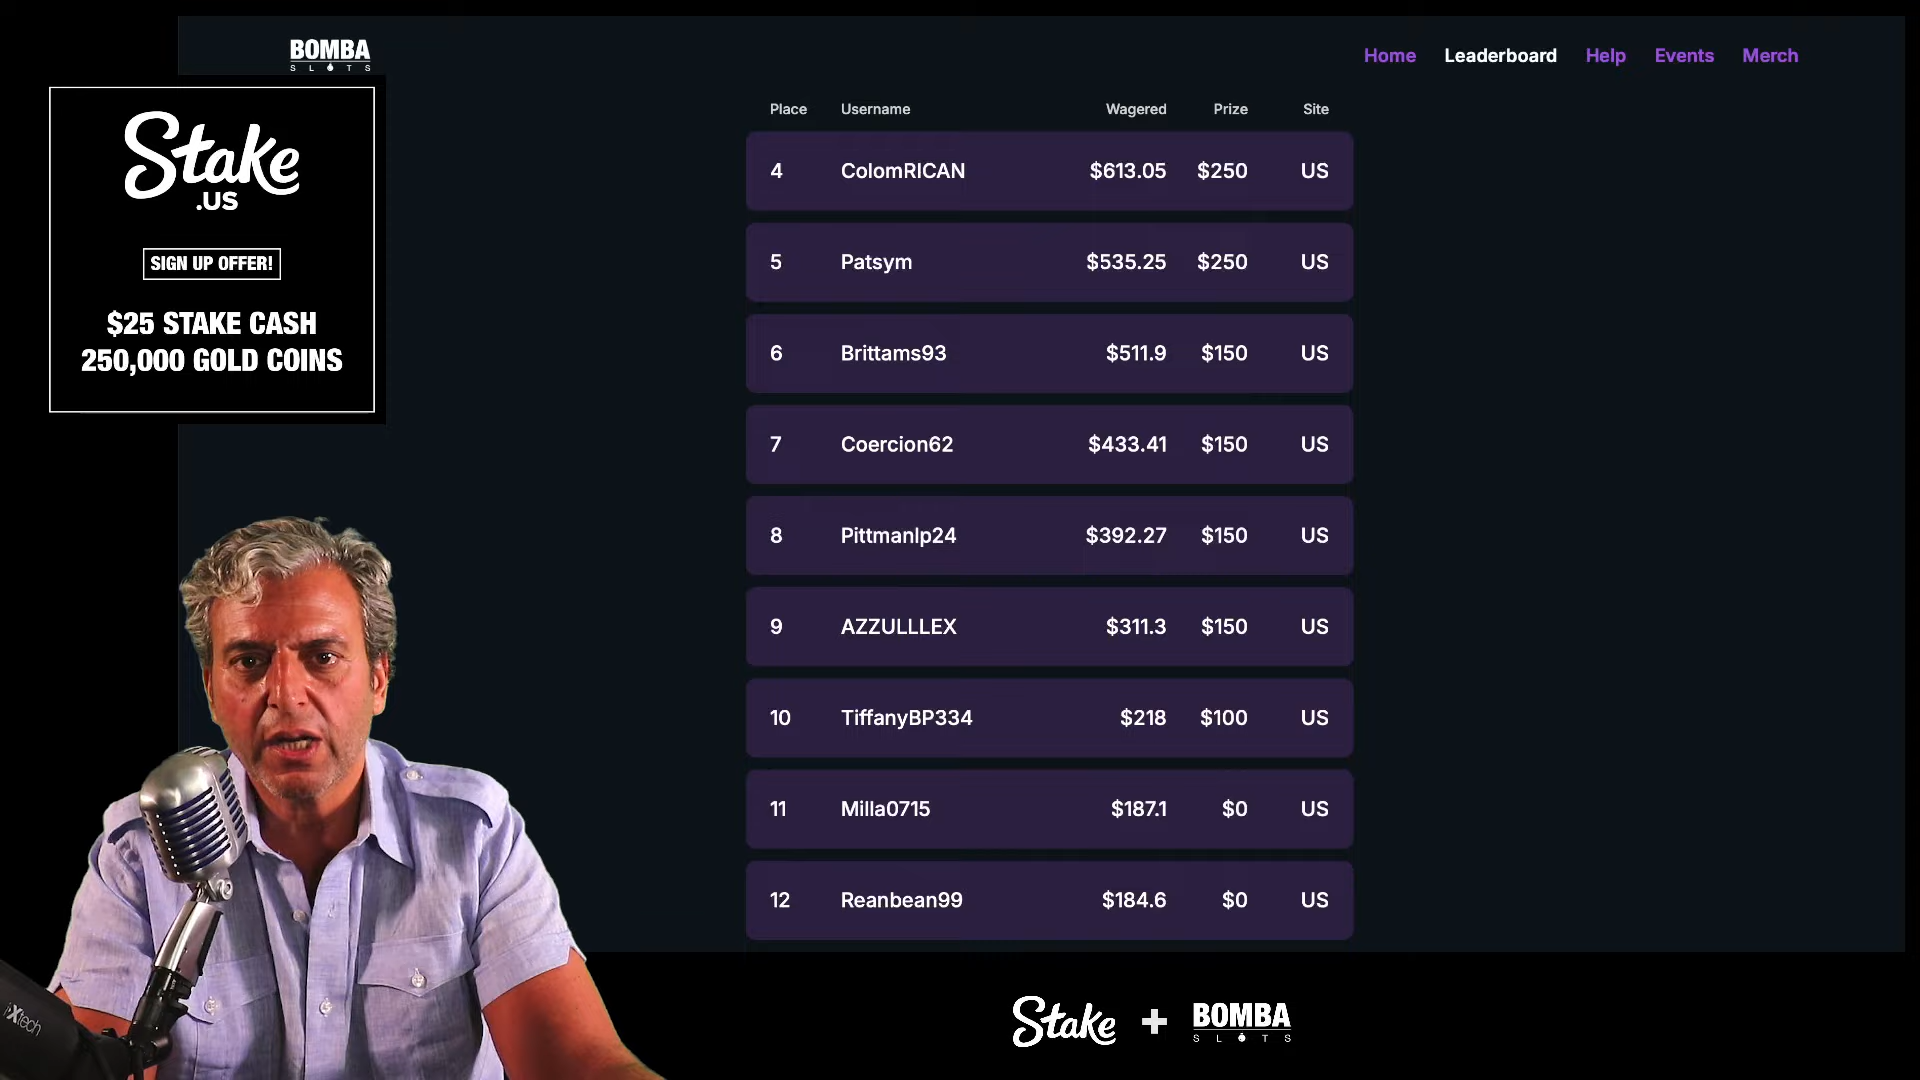 BOMBA
SLOTS
Home Leaderboard Help Events Merch
Stake
.US
SIGN UP OFFER!
$25 STAKE CASH
250,000 GOLD COINS
Place Username Wagered Prize Site
4 ColomRICAN $613.05 $250 US
5 Patsym $535.25 $250 US
6 Brittams93 $511.9 $150 US
7 Coercion62 $433.41 $150 US
8 Pittmanlp24 $392.27 $150 US
9 AZZULLLEX $311.3 $150 US
10 TiffanyBP334 $218 $100 US
11 Milla0715 $187.1 $0 US
12 Reanbean99 $184.6 $0 US
Stake + BOMBA
SLOTS